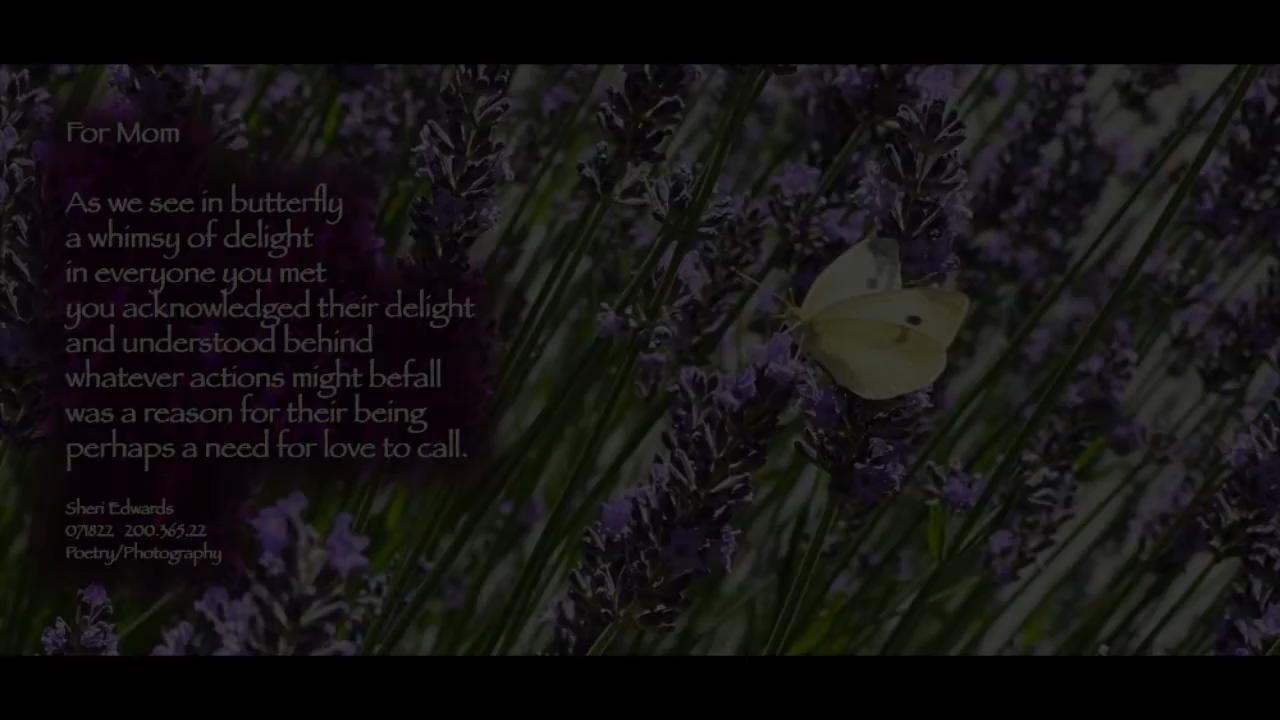 For Mom
As we see in butterfly
a whimsy of delight
in everyone you met
you acknowledged their delight
and understood behind
whatever actions might befall
was a reason for their being
perhaps a need for love to call.
Sheri Edwards
071822 200.365.22
Poetry/Photography